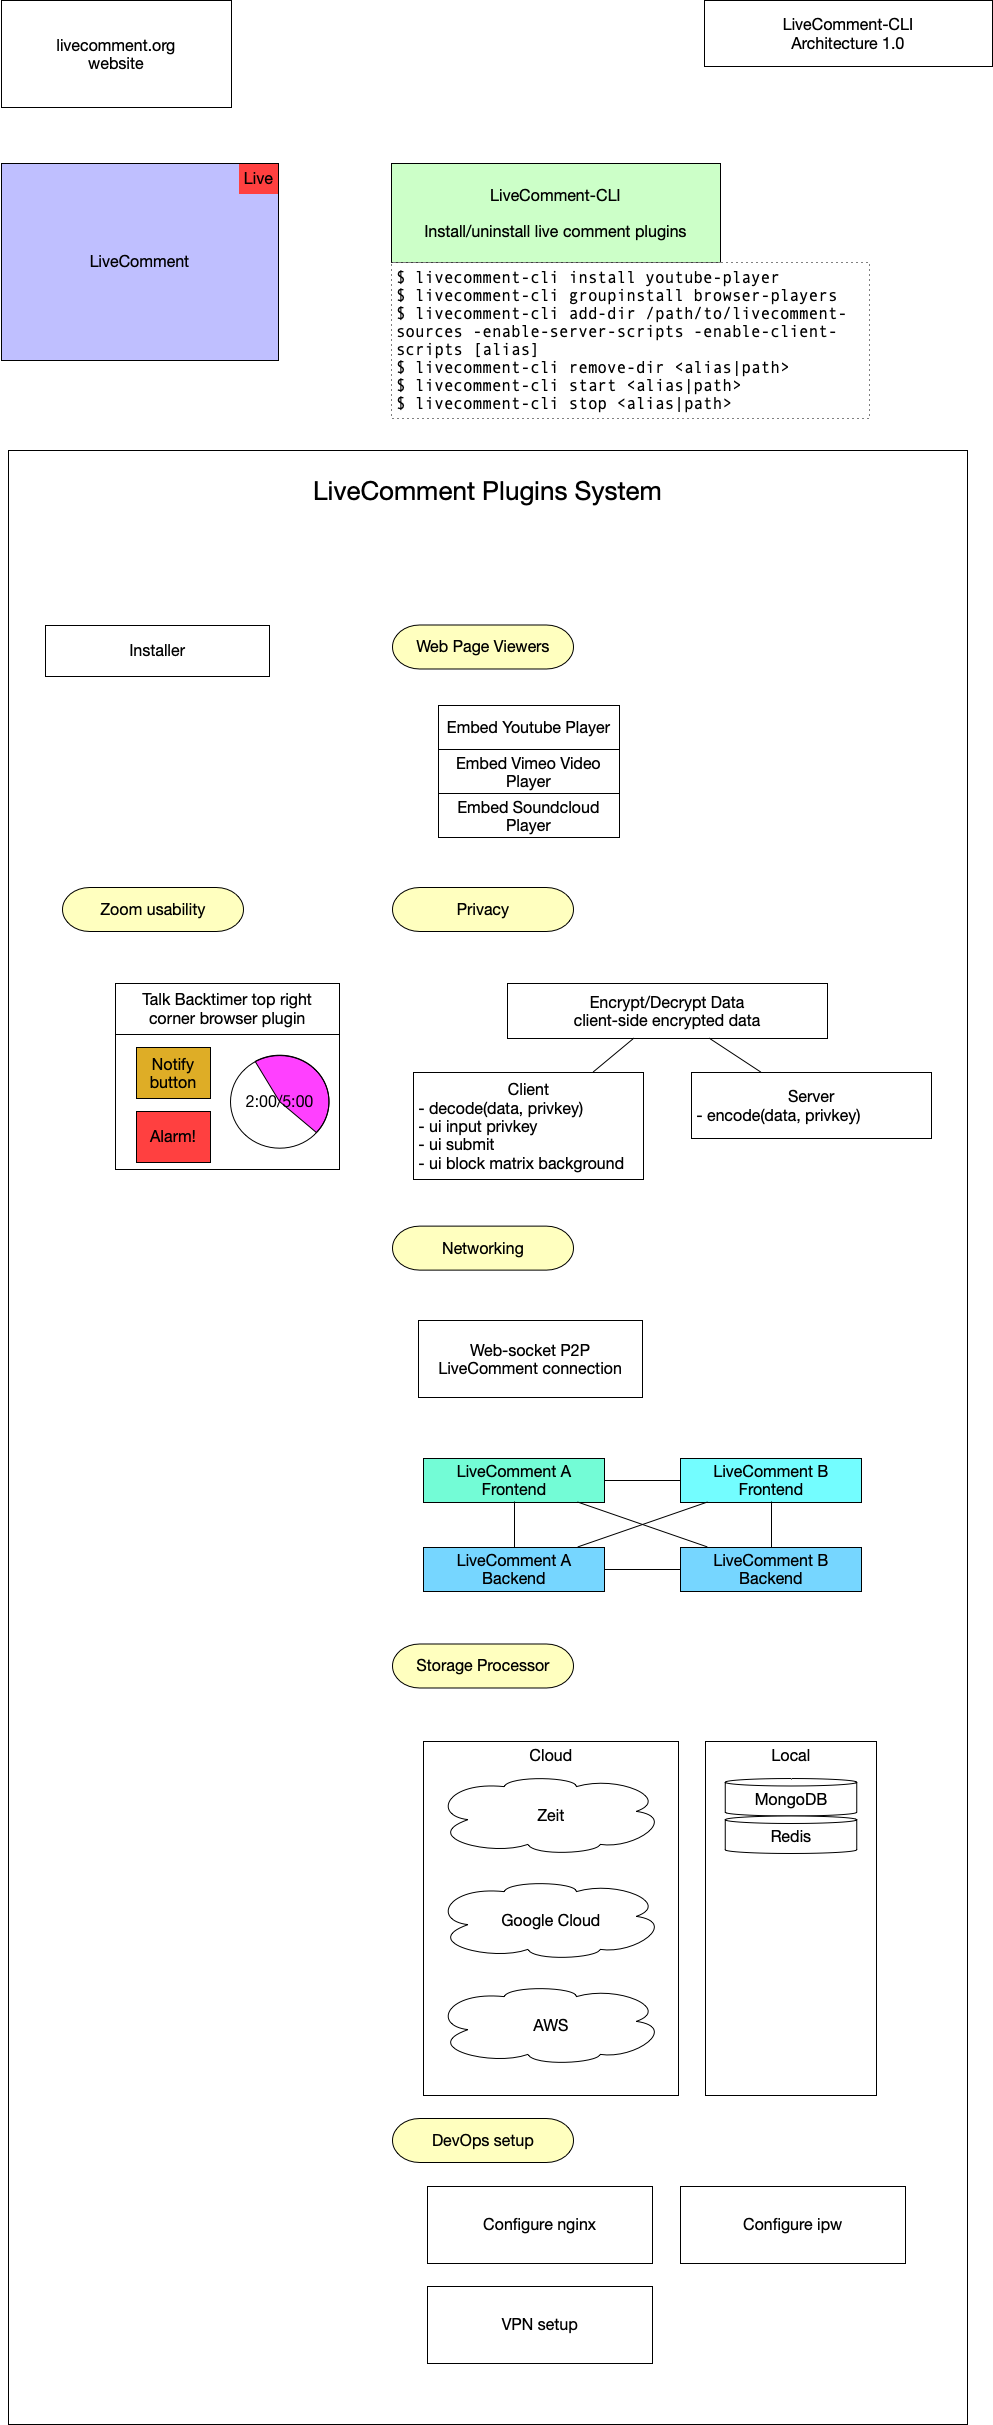 livecomment.org
website
LiveComment-CLI
Architecture 1.0
Live
LiveComment
LiveComment-CLI
Install/uninstall live comment plugins
$ livecomment-cli install youtube-player
$ livecomment-cli groupinstall browser-players
$ livecomment-cli add-dir /path/to/livecomment-
sources -enable-server-scripts -enable-client-
scripts [alias]
$ livecomment-cli remove-dir <alias|path>
$ livecomment-cli start <alias|path>
$ livecomment-cli stop <alias|path>
LiveComment Plugins System
Installer
Web Page Viewers
Embed Youtube Player
Embed Vimeo Video
Player
Embed Soundcloud
Player
Zoom usability
Privacy
Talk Backtimer top right
corner browser plugin
Notify
button
2:00/5:00
Alarm!
Encrypt/Decrypt Data
client-side encrypted data
Client
- decode(data, privkey)
- ui input privkey
- ui submit
- ui block matrix background
Server
- encode(data, privkey)
Networking
Web-socket P2P
LiveComment connection
LiveComment A
Frontend
LiveComment B
Frontend
LiveComment A
Backend
LiveComment B
Backend
Storage Processor
Cloud
Zeit
Google Cloud
AWS
Local
MongoDB
Redis
DevOps setup
Configure nginx
Configure ipw
VPN setup